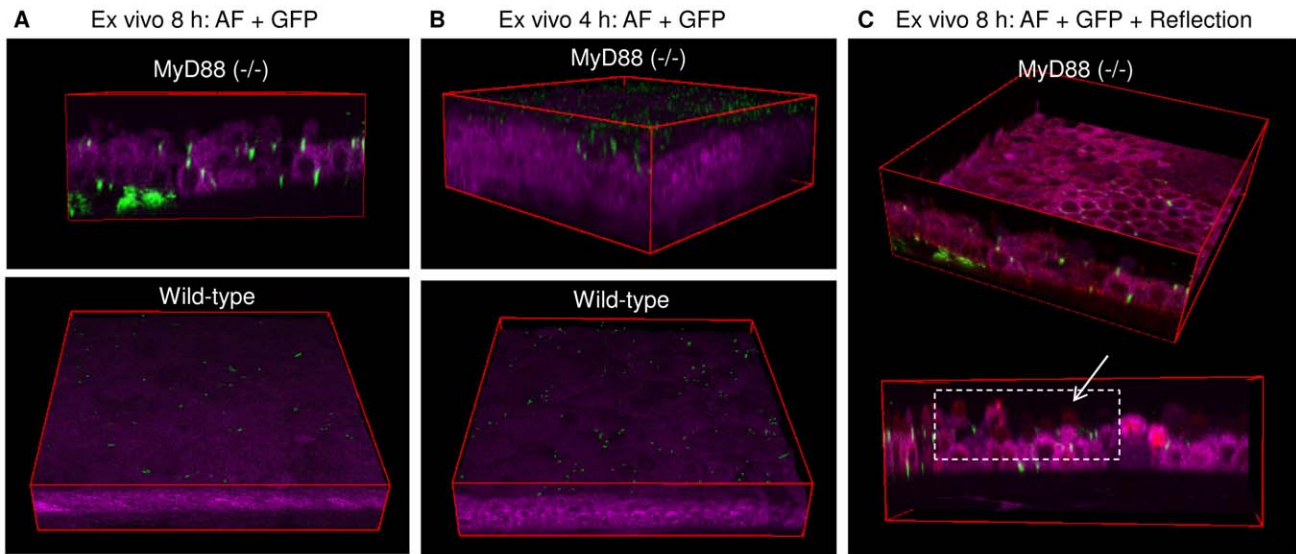 A Ex vivo 8 h: AF + GFP
MyD88 (-/-)
Wild-type
B Ex vivo 4 h: AF + GFP
MyD88 (-/-)
Wild-type
C Ex vivo 8 h: AF + GFP + Reflection
MyD88 (-/-)